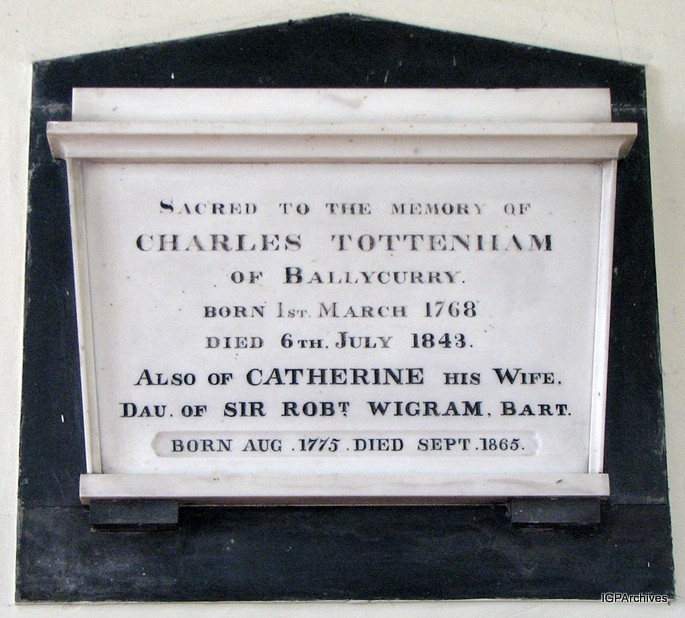 SACRED TO THE MEMORY OF
CHARLES TOTTENHAM
OF BALLYCURRY.
BORN 1ST. MARCH 1768
DIED 6TH. JULY 1843.
ALSO OF CATHERINE HIS WIFE,
DAU. OF SIR ROBT WIGRAM, BART.
BORN AUG. 1775. DIED SEPT. 1865.
IGPArchives